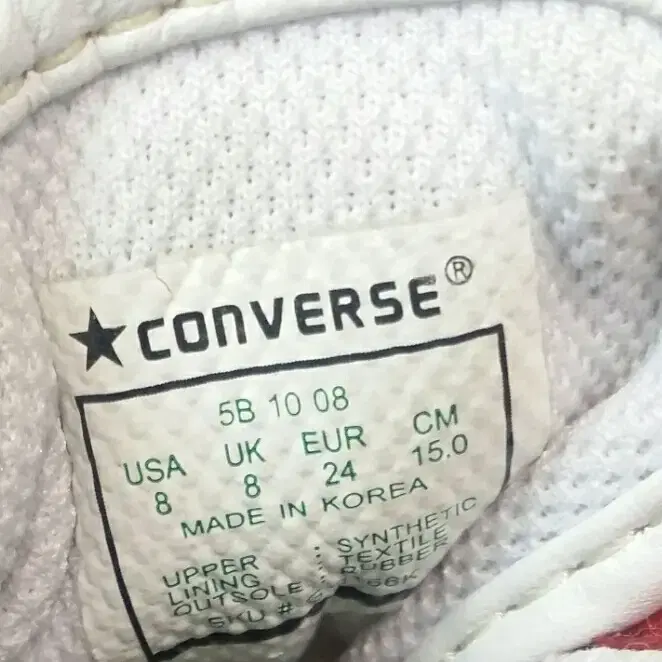 ★CONVERSE®
5B 10 08
USA UK EUR CM
8 8 24 15.0
MADE IN KOREA
UPPER : SYNTHETIC
LINING : TEXTILE
OUTSOLE : RUBBER
SKU #